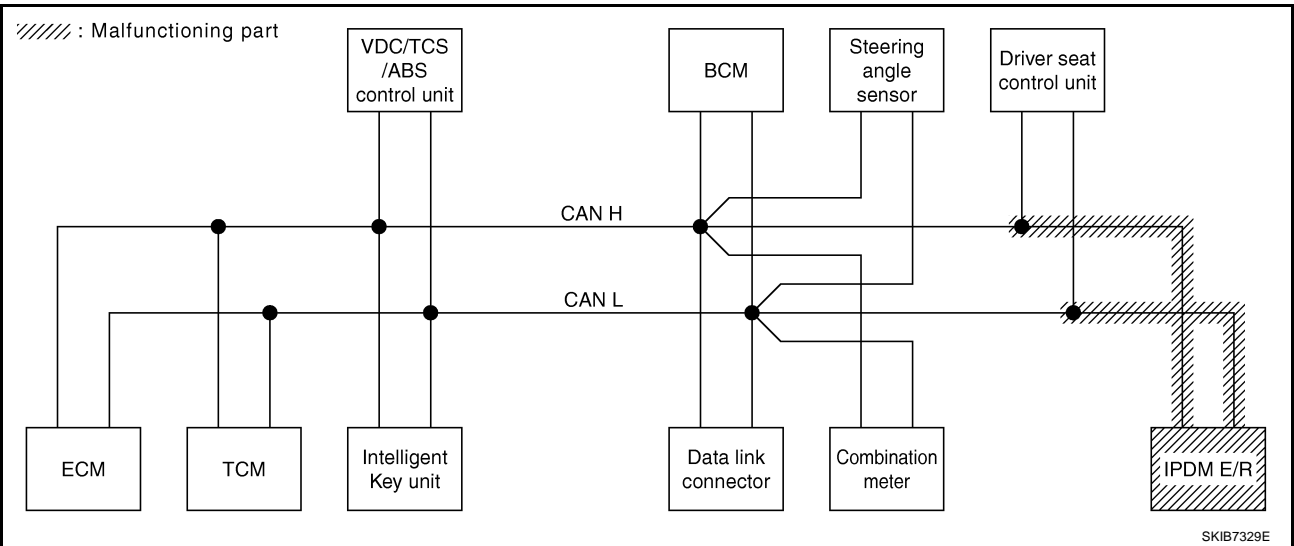 : Malfunctioning part
VDC/TCS
/ABS
control unit
BCM
Steering
angle
sensor
Driver seat
control unit
CAN H
CAN L
ECM
TCM
Intelligent
Key unit
Data link
connector
Combination
meter
IPDM E/R
SKIB7329E